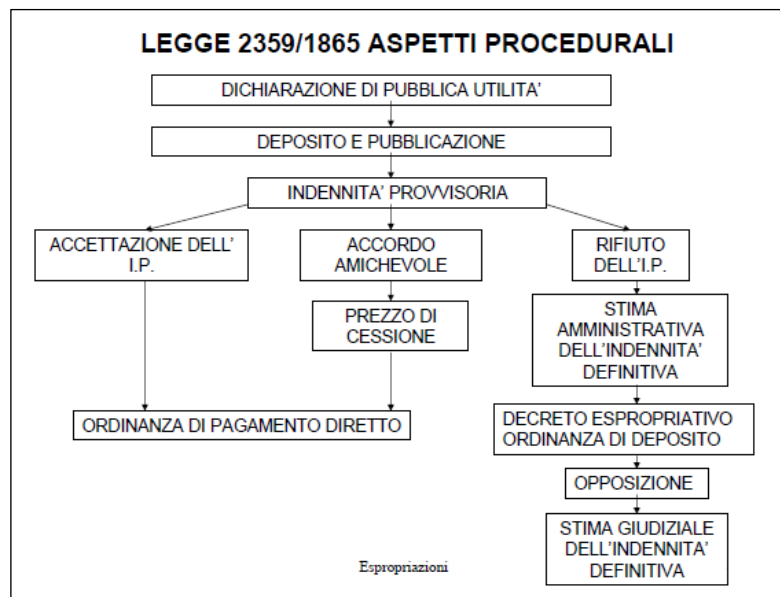 LEGGE 2359/1865 ASPETTI PROCEDURALI
DICHIARAZIONE DI PUBBLICA UTILITA'
DEPOSITO E PUBBLICAZIONE
INDENNITA' PROVVISORIA
ACCETTAZIONE DELL'
I.P.
ACCORDO
AMICHEVOLE
RIFIUTO
DELL'I.P.
PREZZO DI
CESSIONE
STIMA
AMMINISTRATIVA
DELL'INDENNITA'
DEFINITIVA
ORDINANZA DI PAGAMENTO DIRETTO
DECRETO ESPROPRIATIVO
ORDINANZA DI DEPOSITO
OPPOSIZIONE
STIMA GIUDIZIALE
DELL'INDENNITA'
DEFINITIVA
Espropriazioni